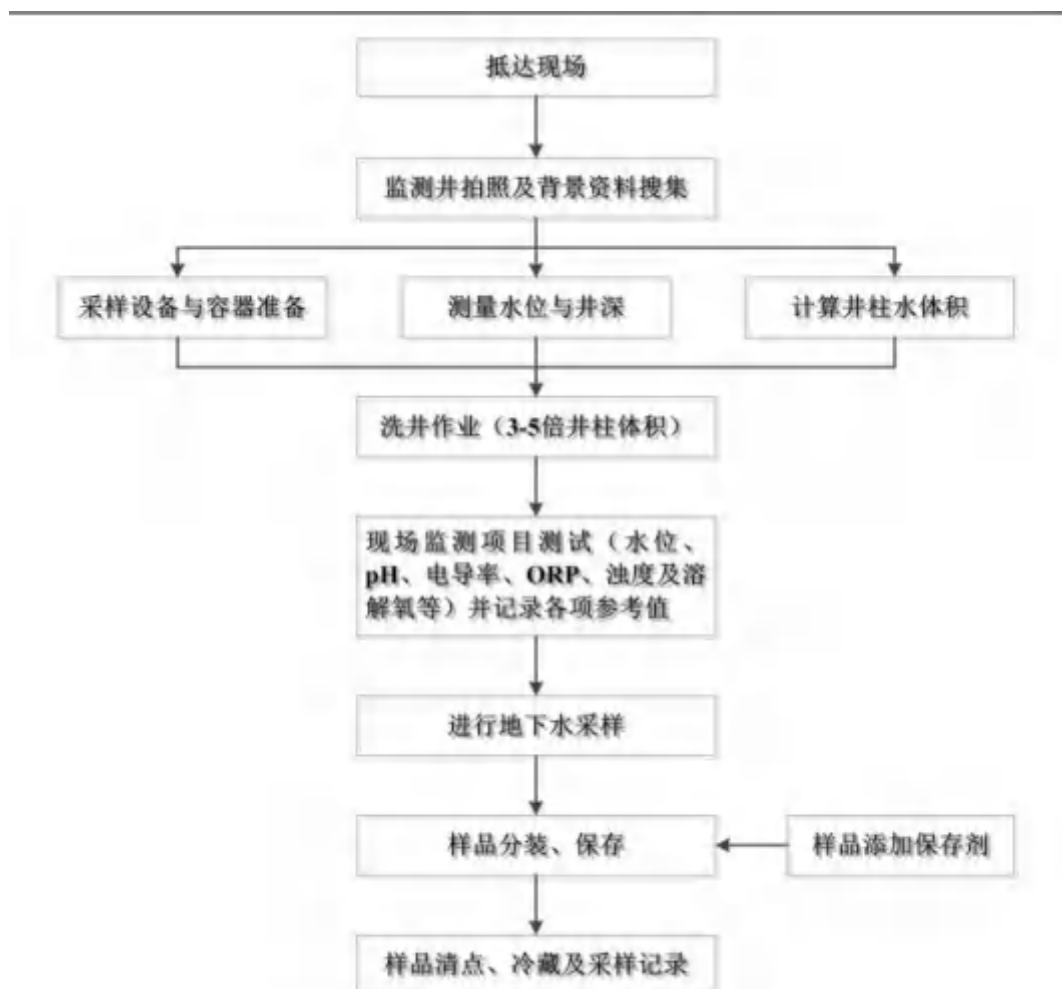 抵达现场
监测井拍照及背景资料搜集
采样设备与容器准备
测量水位与井深
计算井柱水体积
洗井作业（3-5倍井柱体积）
现场监测项目测试（水位、
pH、电导率、ORP、浊度及溶
解氧等）并记录各项参考值
进行地下水采样
样品分装、保存
样品添加保存剂
样品清点、冷藏及采样记录